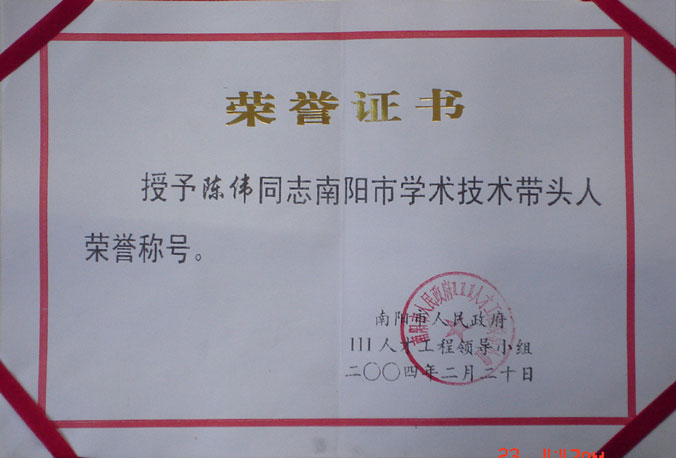 荣誉证书
授予陈伟同志南阳市学术技术带头人
荣誉称号。
南阳市人民政府
111人才工程领导小组
二〇〇四年二月二十日